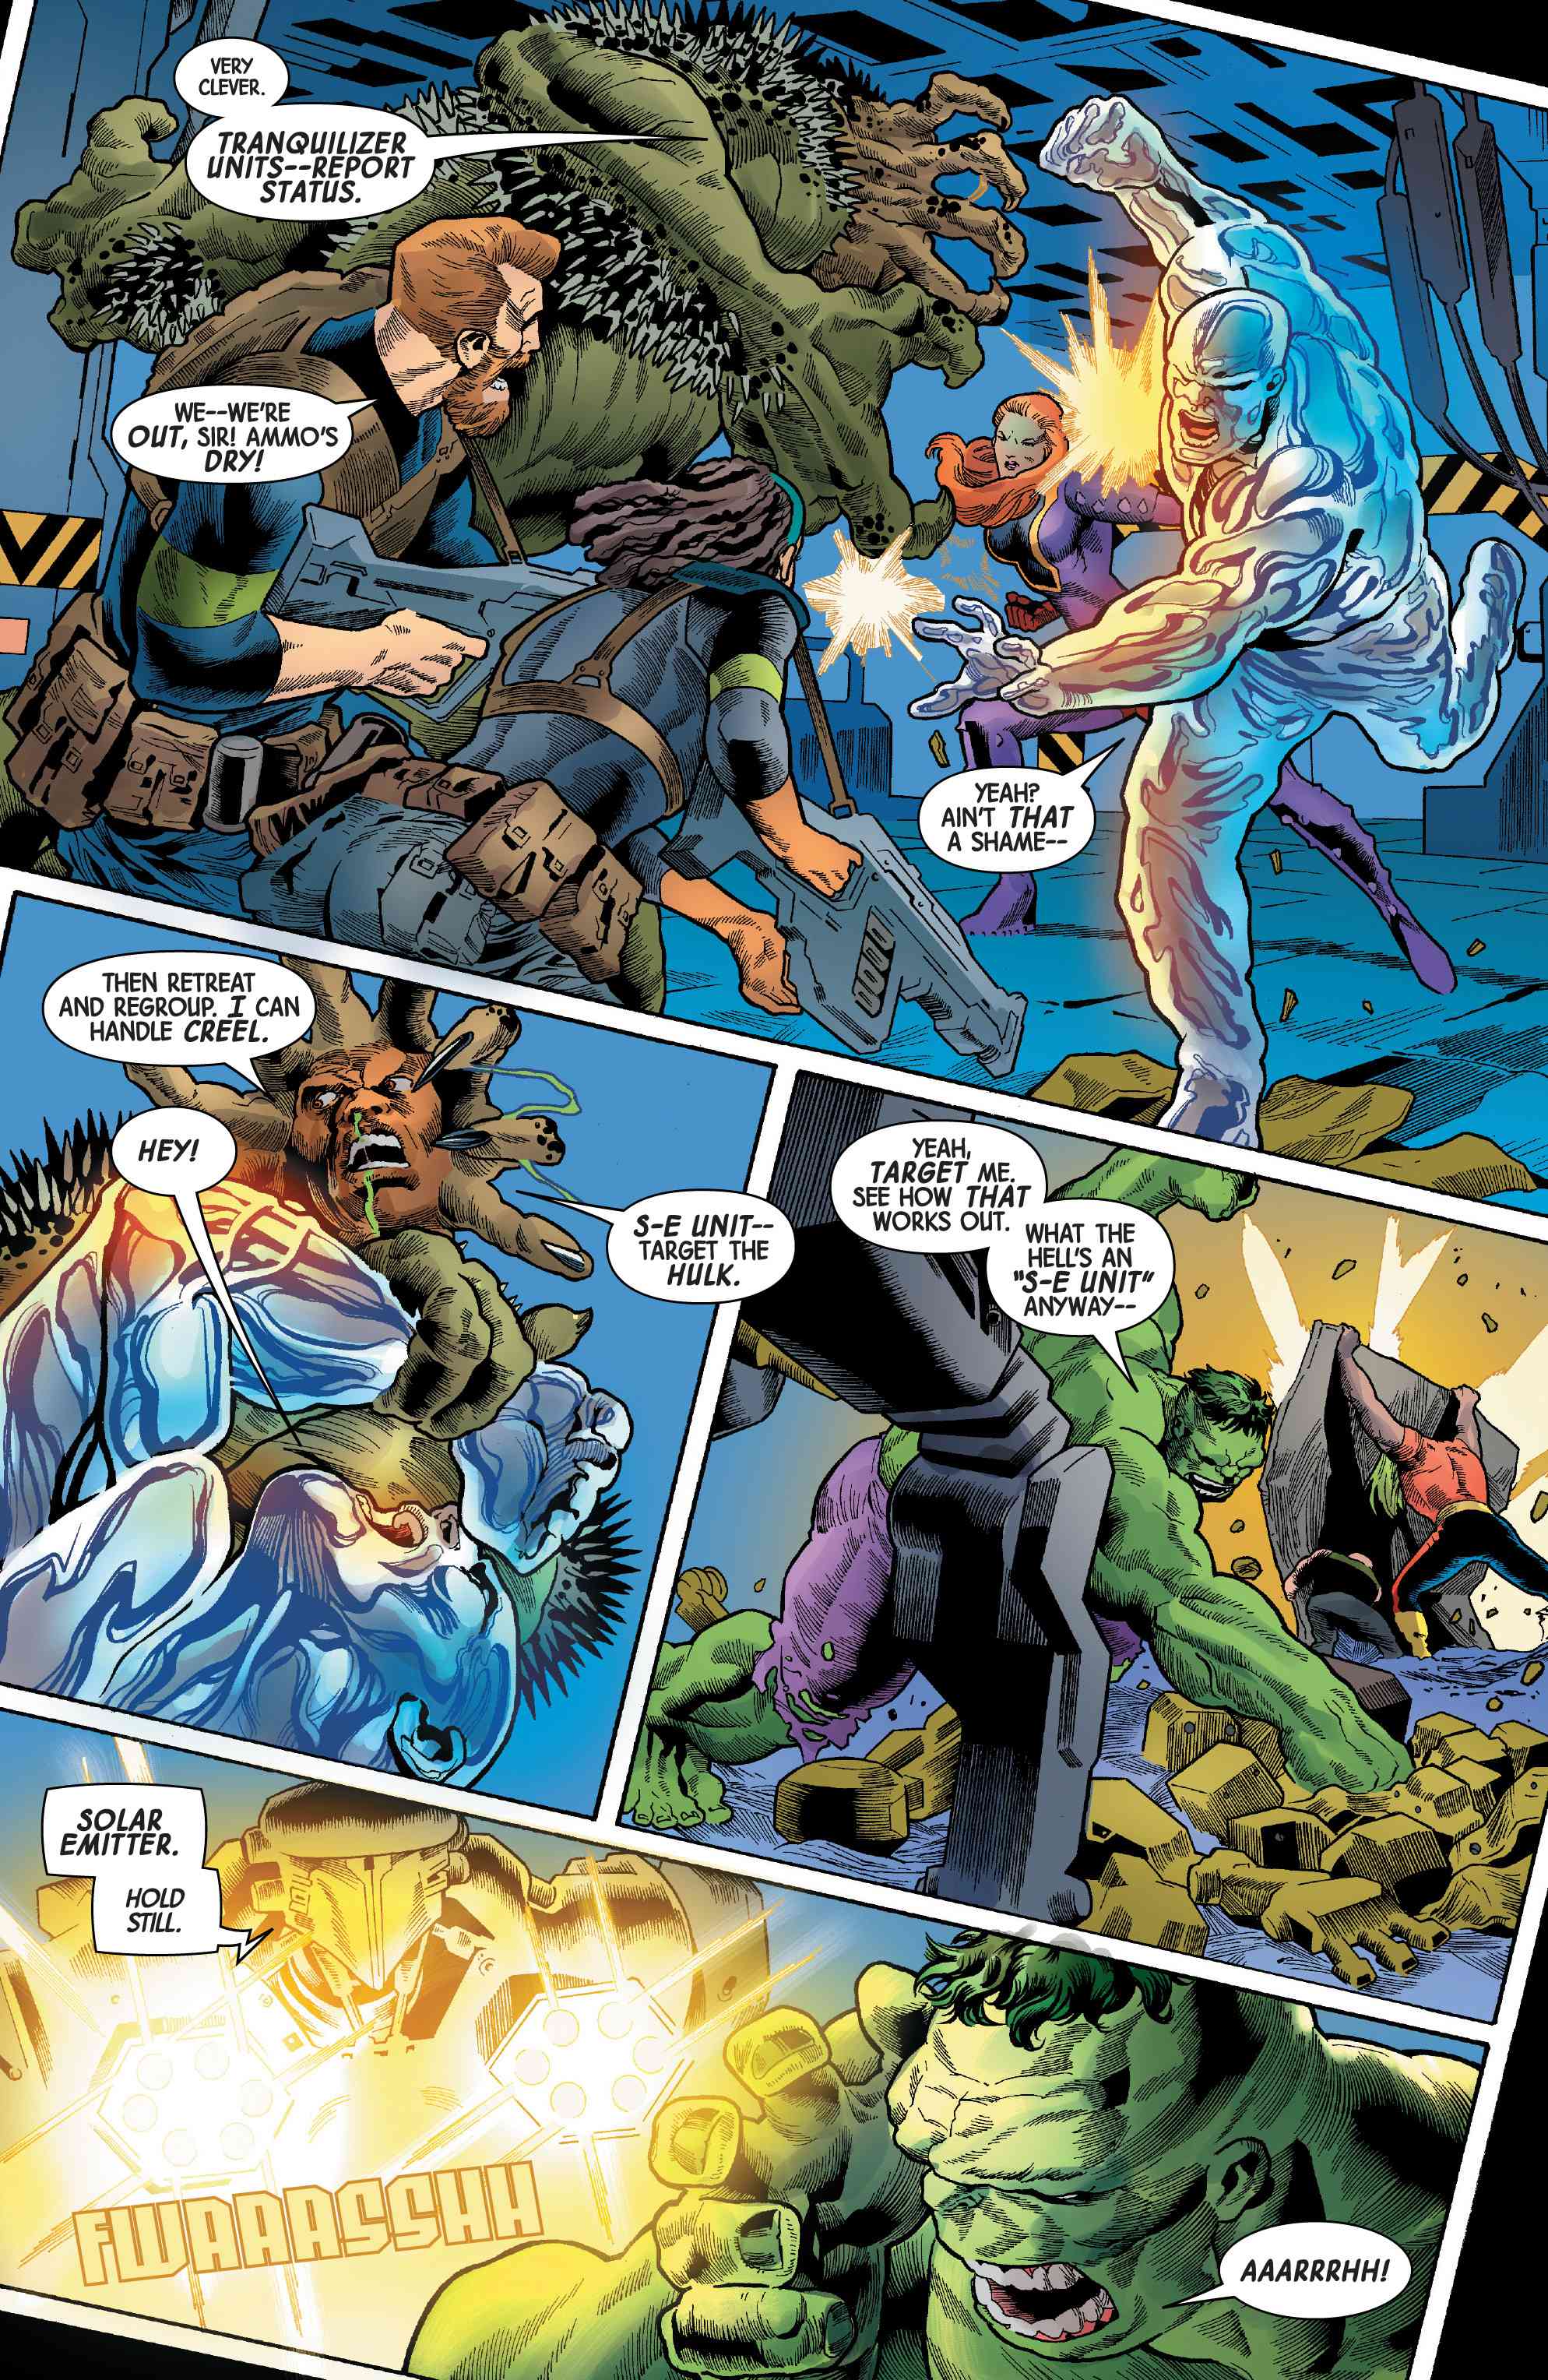 VERY
CLEVER.
TRANQUILIZER
UNITS--REPORT
STATUS.
WE--WE'RE
OUT, SIR! AMMO'S
DRY!
YEAH?
AIN'T THAT
A SHAME--
THEN RETREAT
AND REGROUP. I CAN
HANDLE CREEL.
HEY!
S-E UNIT--
TARGET THE
HULK.
YEAH,
TARGET ME.
SEE HOW THAT
WORKS OUT.
WHAT THE
HELL'S AN
"S-E UNIT"
ANYWAY--
SOLAR
EMITTER.
HOLD
STILL.
FWAAASSHH
AAARRRHH!